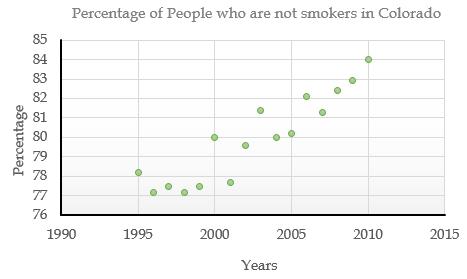 Percentage of People who are not smokers in Colorado
85
84
83
82
81
80
79
78
77
76
Percentage
1990 1995 2000 2005 2010 2015
Years